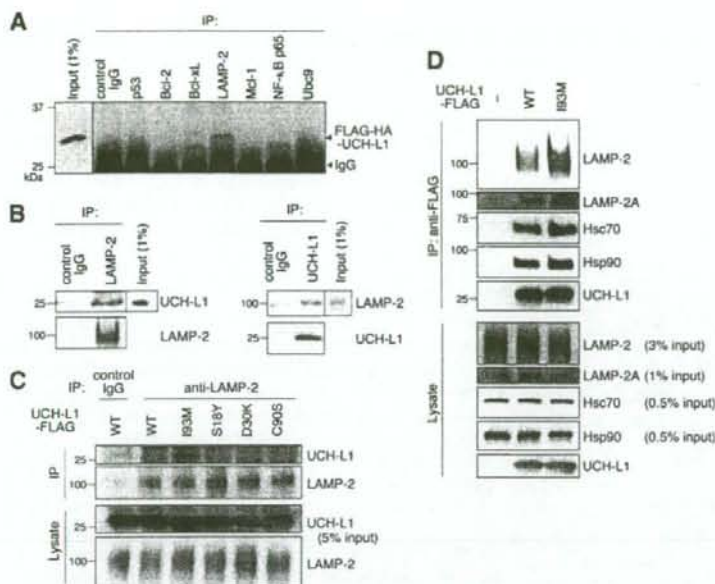 A
IP:
Input (1%)
control IgG
p53
Bcl-2
Bcl-xL
LAMP-2
Mcl-1
NF-κB p65
Ubc9
37
25
kDa
FLAG-HA
-UCH-L1
IgG
B
IP:
control IgG
LAMP-2
Input (1%)
25
UCH-L1
100
LAMP-2
IP:
control IgG
UCH-L1
Input (1%)
100
LAMP-2
25
UCH-L1
C
IP:
control IgG
anti-LAMP-2
UCH-L1
-FLAG
WT
WT
I93M
S18Y
D30K
C90S
IP
25
UCH-L1
100
LAMP-2
Lysate
25
UCH-L1
(5% input)
100
LAMP-2
D
UCH-L1
-FLAG
-
WT
I93M
IP: anti-FLAG
100
LAMP-2
100
LAMP-2A
75
Hsc70
100
Hsp90
25
UCH-L1
Lysate
LAMP-2 (3% input)
LAMP-2A (1% input)
Hsc70 (0.5% input)
Hsp90 (0.5% input)
UCH-L1